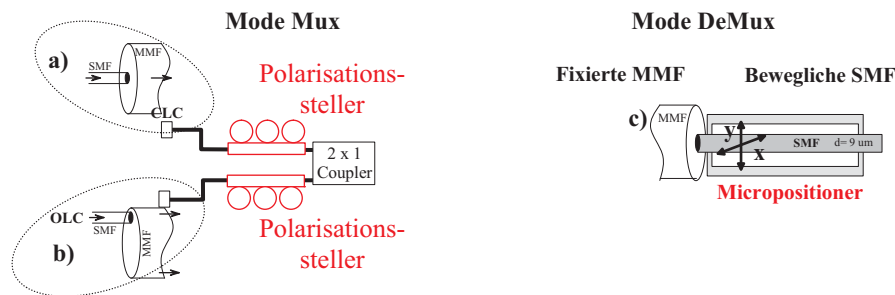 Mode Mux
Mode DeMux
a)
SMF
MMF
CLC
Polarisations-
steller
2 x 1
Coupler
OLC
SMF
MMF
b)
Polarisations-
steller
Fixierte MMF
Bewegliche SMF
c)
MMF
y
x
SMF
d= 9 um
Micropositioner